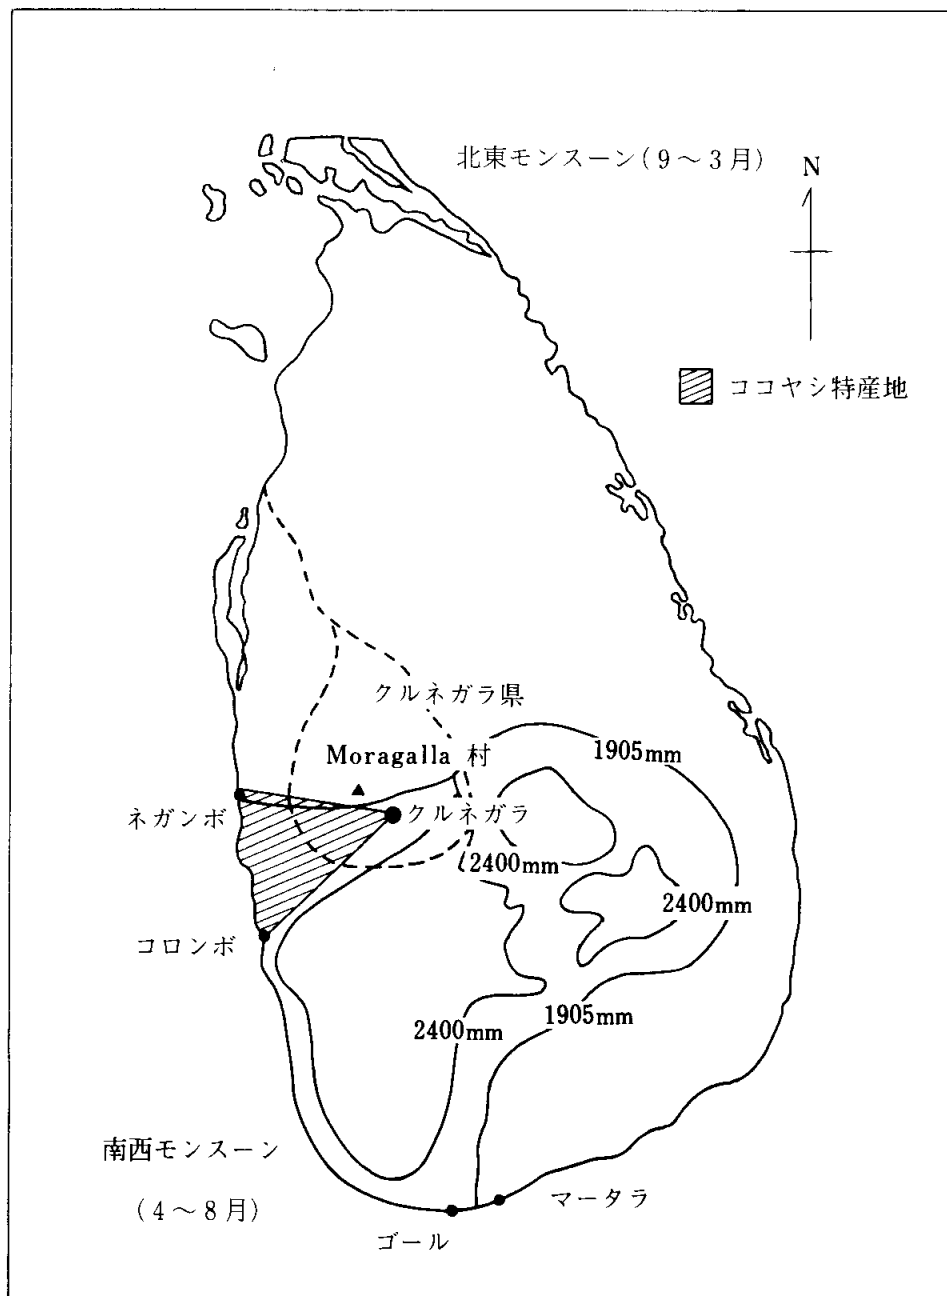 北東モンスーン(9～3月)
N
ココヤシ特産地
クルネガラ県
1905mm
Moragalla 村
ネガンボ
クルネガラ
2400mm
2400mm
コロンボ
1905mm
2400mm
南西モンスーン
(4～8月)
マータラ
ゴール